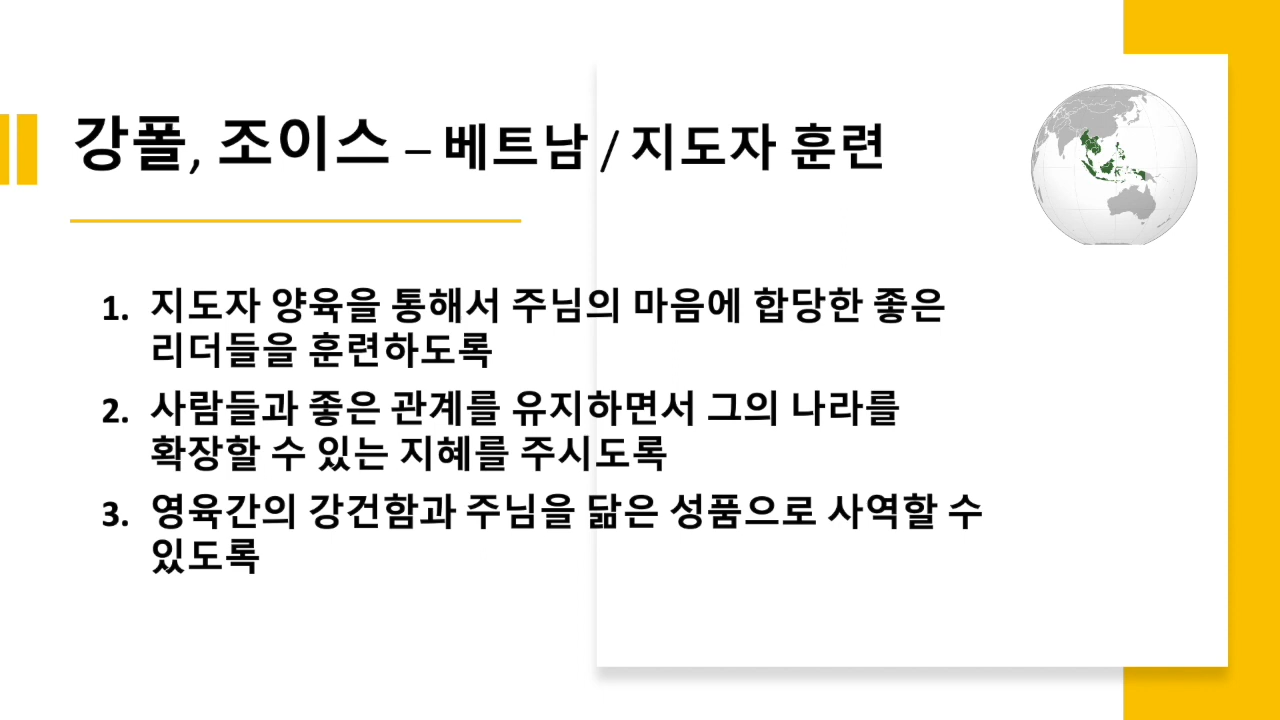 강폴, 조이스 – 베트남 / 지도자 훈련
1. 지도자 양육을 통해서 주님의 마음에 합당한 좋은
리더들을 훈련하도록
2. 사람들과 좋은 관계를 유지하면서 그의 나라를
확장할 수 있는 지혜를 주시도록
3. 영육간의 강건함과 주님을 닮은 성품으로 사역할 수
있도록